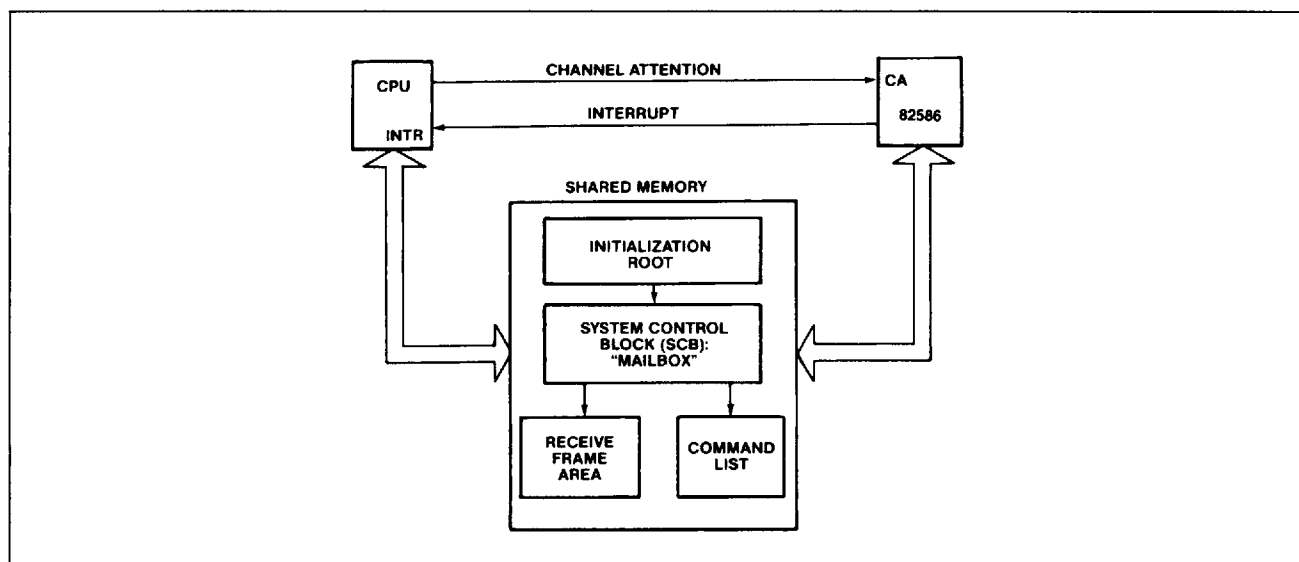 CHANNEL ATTENTION
CPU
CA
82586
INTERRUPT
INTR
SHARED MEMORY
INITIALIZATION
ROOT
SYSTEM CONTROL
BLOCK (SCB):
“MAILBOX”
RECEIVE
FRAME
AREA
COMMAND
LIST